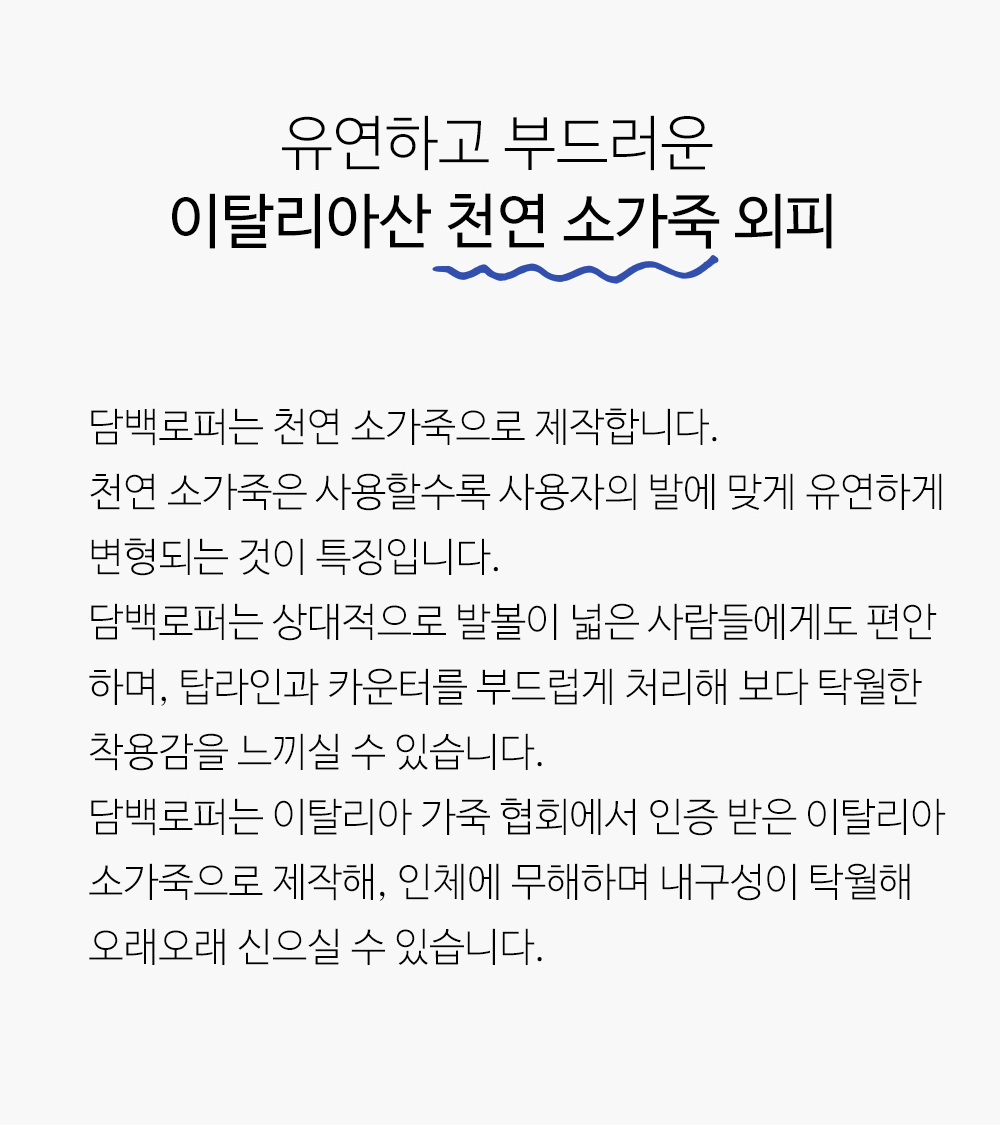 유연하고 부드러운
이탈리아산 천연 소가죽 외피
담백로퍼는 천연 소가죽으로 제작합니다.
천연 소가죽은 사용할수록 사용자의 발에 맞게 유연하게
변형되는 것이 특징입니다.
담백로퍼는 상대적으로 발볼이 넓은 사람들에게도 편안
하며, 탑라인과 카운터를 부드럽게 처리해 보다 탁월한
착용감을 느끼실 수 있습니다.
담백로퍼는 이탈리아 가죽 협회에서 인증 받은 이탈리아
소가죽으로 제작해, 인체에 무해하며 내구성이 탁월해
오래오래 신으실 수 있습니다.